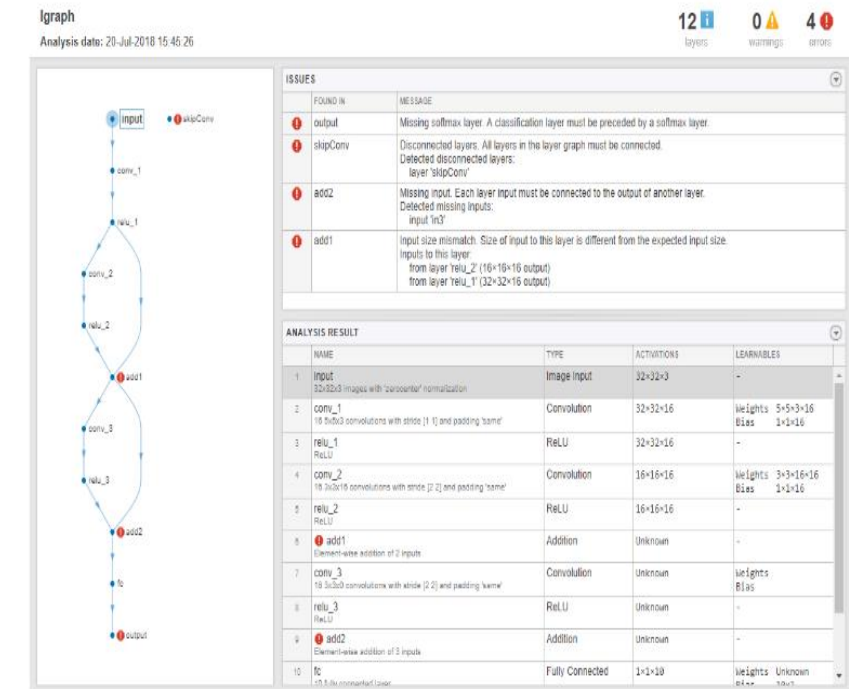 lgraph
Analysis date: 20-Jul-2018 15:45:26
12
layers
0
warnings
4
errors
input
skipConv
conv_1
relu_1
conv_2
relu_2
add1
conv_3
relu_3
add2
fc
output
ISSUES
FOUND IN MESSAGE
output Missing softmax layer. A classification layer must be preceded by a softmax layer.
skipConv Disconnected layers. All layers in the layer graph must be connected.
Detected disconnected layers:
layer 'skipConv'
add2 Missing input. Each layer input must be connected to the output of another layer.
Detected missing inputs:
input 'in3'
add1 Input size mismatch. Size of input to this layer is different from the expected input size.
Inputs to this layer:
from layer 'relu_2' (16×16×16 output)
from layer 'relu_1' (32×32×16 output)
ANALYSIS RESULT
NAME TYPE ACTIVATIONS LEARNABLES
1 input Image Input 32×32×3 -
32x32x3 images with 'zerocenter' normalization
2 conv_1 Convolution 32×32×16 Weights 5×5×3×16
16 5x5x3 convolutions with stride [1 1] and padding 'same' Bias 1×1×16
3 relu_1 ReLU 32×32×16 -
ReLU
4 conv_2 Convolution 16×16×16 Weights 3×3×16×16
16 3x3x16 convolutions with stride [2 2] and padding 'same' Bias 1×1×16
5 relu_2 ReLU 16×16×16 -
ReLU
6 add1 Addition Unknown -
Element-wise addition of 2 inputs
7 conv_3 Convolution Unknown Weights
16 3x3x0 convolutions with stride [2 2] and padding 'same' Bias
8 relu_3 ReLU Unknown -
ReLU
9 add2 Addition Unknown -
Element-wise addition of 3 inputs
10 fc Fully Connected 1×1×10 Weights Unknown
10 fully connected layer Bias 10×1